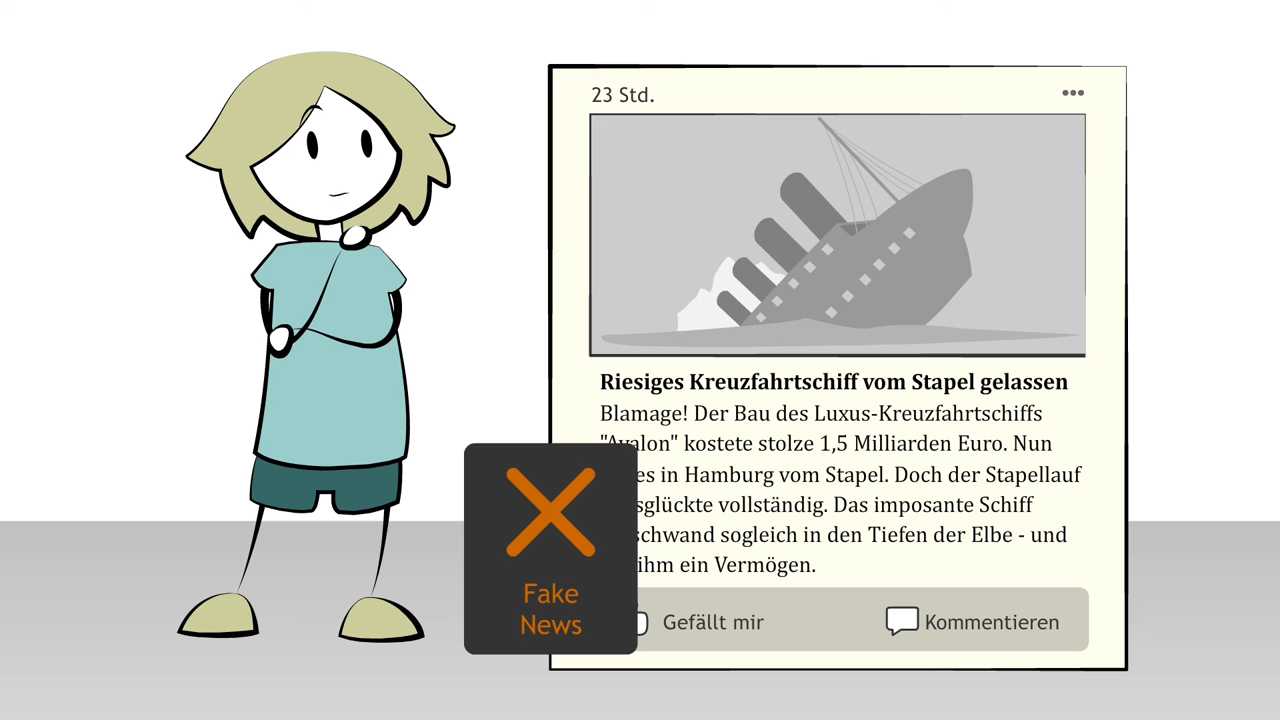 23 Std.
Riesiges Kreuzfahrtschiff vom Stapel gelassen
Blamage! Der Bau des Luxus-Kreuzfahrtschiffs
"Avalon" kostete stolze 1,5 Milliarden Euro. Nun
in Hamburg vom Stapel. Doch der Stapellauf
vollständig. Das imposante Schiff
sogleich in den Tiefen der Elbe - und
ihm ein Vermögen.
Fake
News
Gefällt mir
Kommentieren